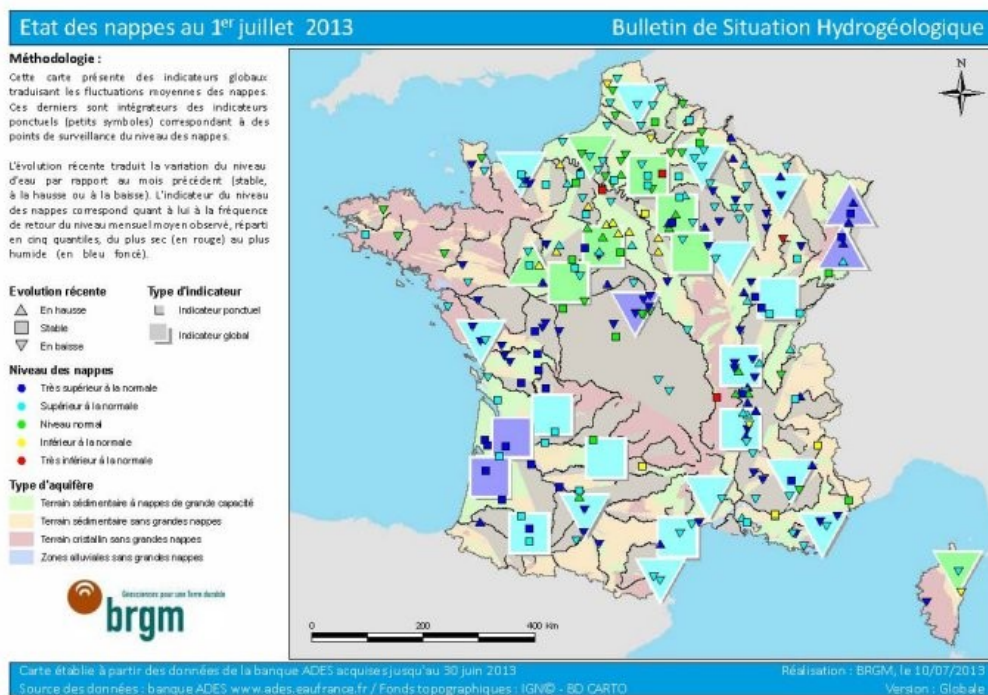 Etat des nappes au 1er juillet 2013
Bulletin de Situation Hydrogéologique
Méthodologie :
Cette carte présente des indicateurs globaux
traduisant les fluctuations moyennes des nappes.
Ces derniers sont intégrateurs des indicateurs
ponctuels (petits symboles) correspondant à des
points de surveillance du niveau des nappes.
L'évolution récente traduit la variation du niveau
d'eau par rapport au mois précédent (stable,
à la hausse ou à la baisse). L'indicateur du niveau
des nappes correspond quant à lui à la fréquence
de retour du niveau mensuel moyen observé, réparti
en cinq quantiles, du plus sec (en rouge) au plus
humide (en bleu foncé).
Evolution récente
En hausse
Stable
En baisse
Type d'indicateur
Indicateur ponctuel
Indicateur global
Niveau des nappes
Très supérieur à la normale
Supérieur à la normale
Niveau normal
Inférieur à la normale
Très inférieur à la normale
Type d'aquifère
Terrain sédimentaire à nappes de grande capacité
Terrain sédimentaire sans grandes nappes
Terrain cristallin sans grandes nappes
Zones alluviales sans grandes nappes
Géosciences pour une Terre durable
brgm
N
0 200 400 Km
Carte établie à partir des données de la banque ADES acquises jusqu'au 30 juin 2013
Source des données : banque ADES www.ades.eaufrance.fr / Fonds topographiques : IGN© - BD CARTO
Réalisation : BRGM, le 10/07/2013
Version : Globale